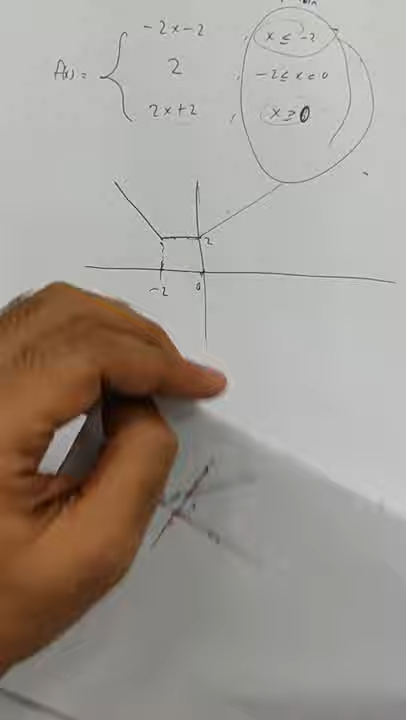 -2x-2 , x ≤ -2
f(x) = { 2 , -2 ≤ x < 0
2x+2 , x ≥ 0
2
-2 0